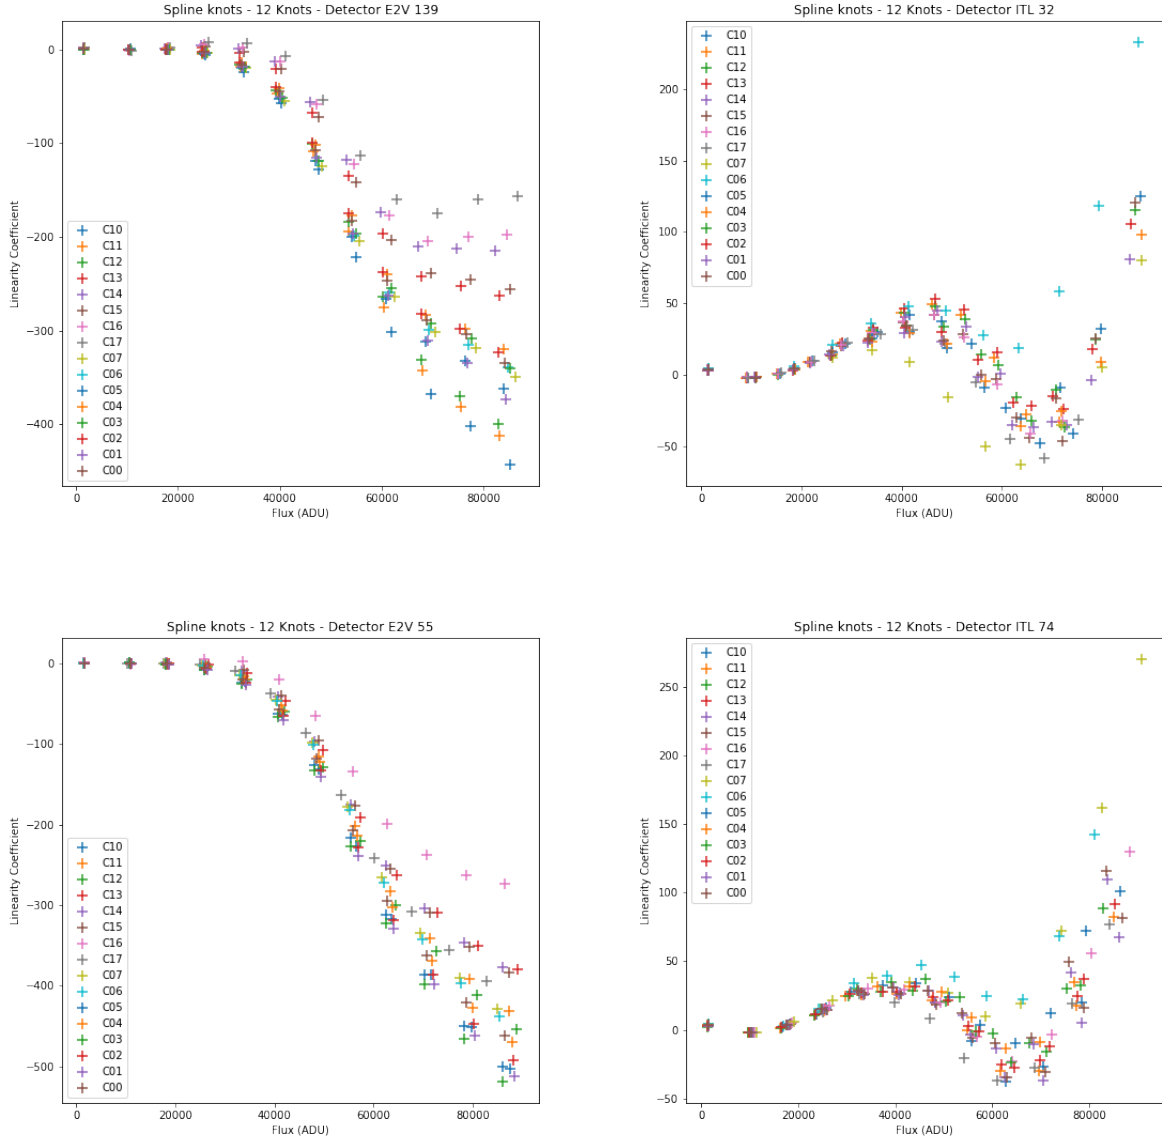 Spline knots - 12 Knots - Detector E2V 139
0
−100
−200
−300
−400
Linearity Coefficient
C10
C11
C12
C13
C14
C15
C16
C17
C07
C06
C05
C04
C03
C02
C01
C00
0
20000
40000
60000
80000
Flux (ADU)
Spline knots - 12 Knots - Detector ITL 32
200
150
100
50
0
−50
Linearity Coefficient
C10
C11
C12
C13
C14
C15
C16
C17
C07
C06
C05
C04
C03
C02
C01
C00
0
20000
40000
60000
80000
Flux (ADU)
Spline knots - 12 Knots - Detector E2V 55
0
−100
−200
−300
−400
−500
Linearity Coefficient
C10
C11
C12
C13
C14
C15
C16
C17
C07
C06
C05
C04
C03
C02
C01
C00
0
20000
40000
60000
80000
Flux (ADU)
Spline knots - 12 Knots - Detector ITL 74
250
200
150
100
50
0
−50
Linearity Coefficient
C10
C11
C12
C13
C14
C15
C16
C17
C07
C06
C05
C04
C03
C02
C01
C00
0
20000
40000
60000
80000
Flux (ADU)